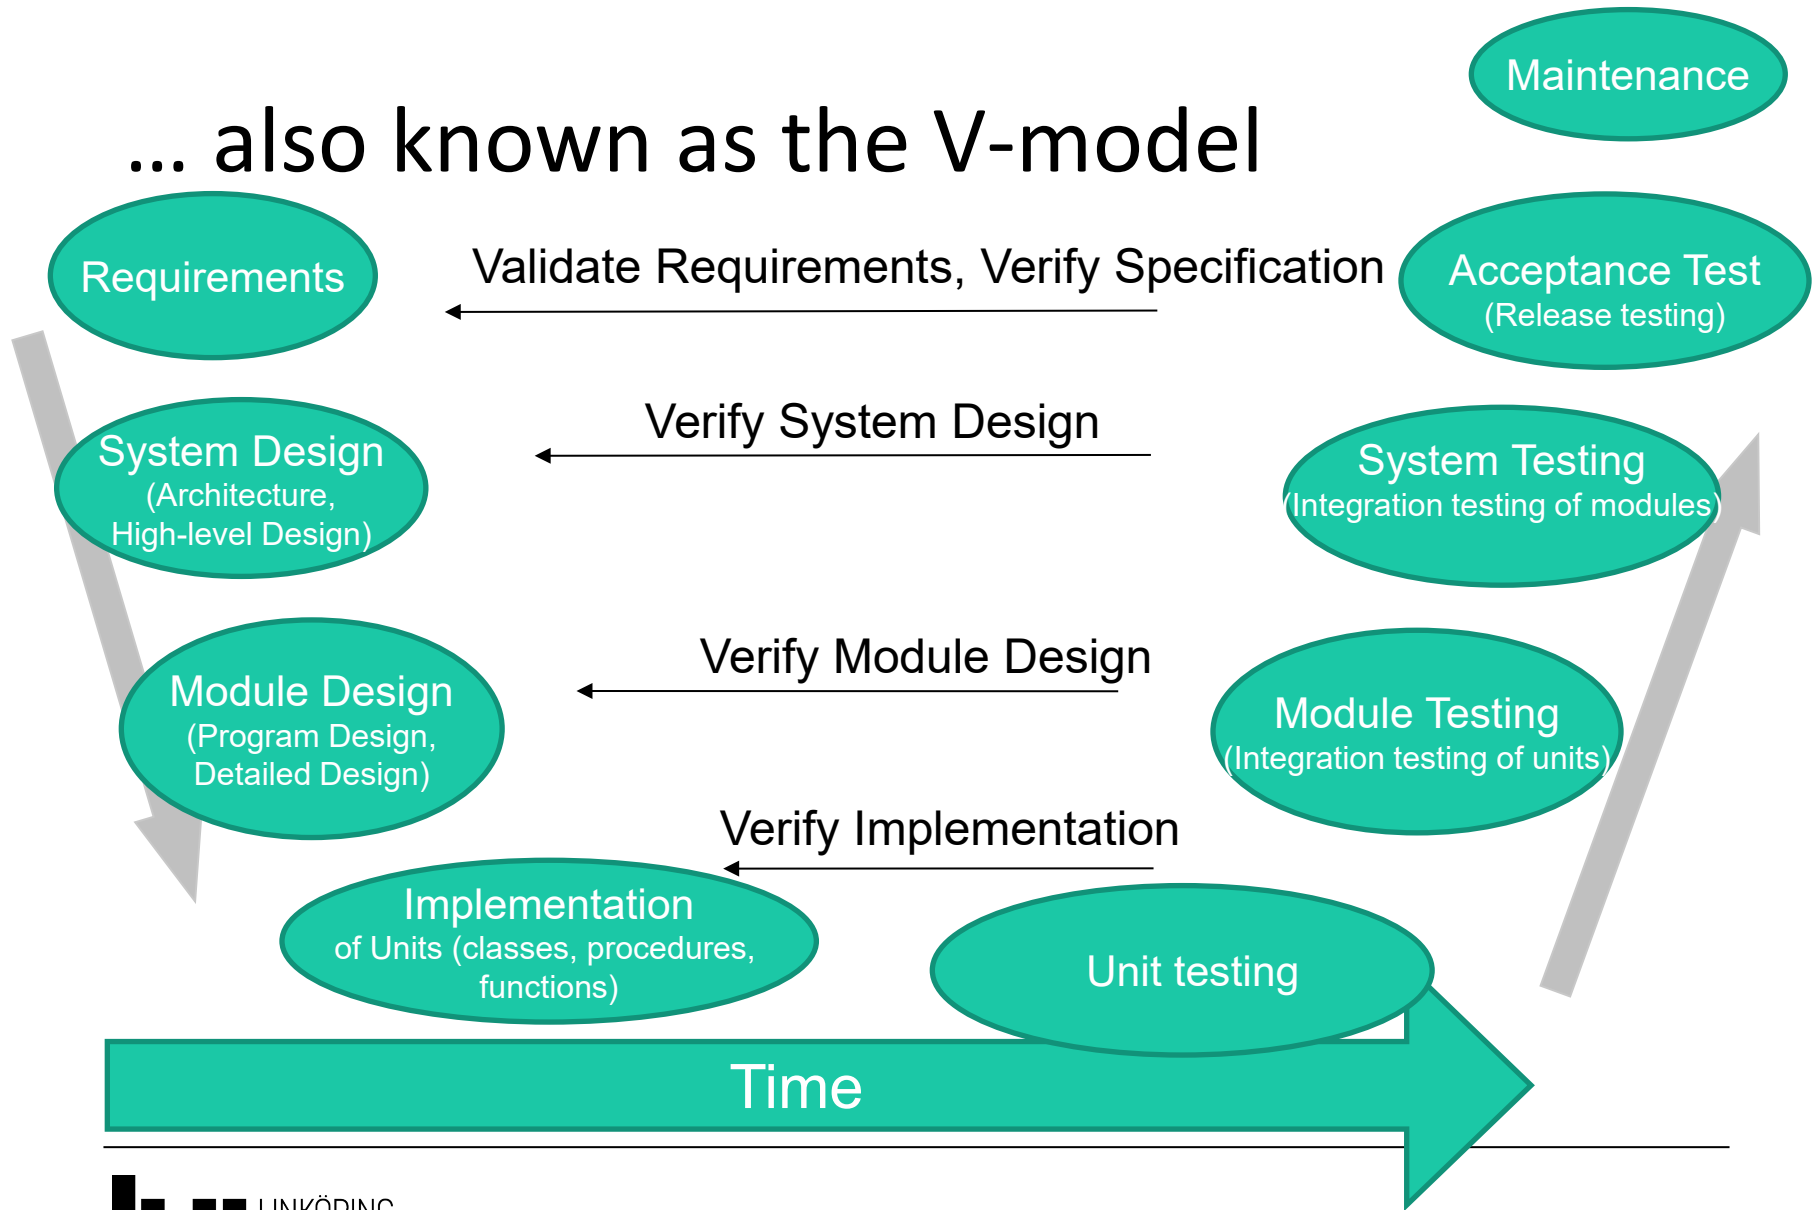 Maintenance
... also known as the V-model
Requirements
Validate Requirements, Verify Specification
Acceptance Test
(Release testing)
System Design
(Architecture,
High-level Design)
Verify System Design
System Testing
(Integration testing of modules)
Module Design
(Program Design,
Detailed Design)
Verify Module Design
Module Testing
(Integration testing of units)
Verify Implementation
Implementation
of Units (classes, procedures,
functions)
Unit testing
Time
LINKÖPING